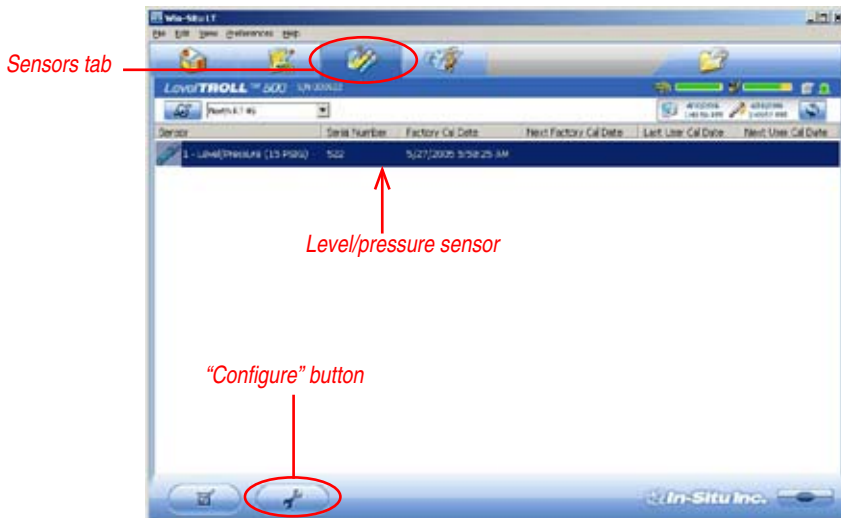 Win-Situ LT
File Edit View Preferences Help
Sensors tab
LevelTROLL™ 500
Sensor Serial Number Factory Cal Date Next Factory Cal Date Last User Cal Date Next User Cal Date
1 - Level/Pressure (15 PSIG) 522 5/27/2005 5:58:25 AM
Level/pressure sensor
“Configure” button
In-Situ Inc.